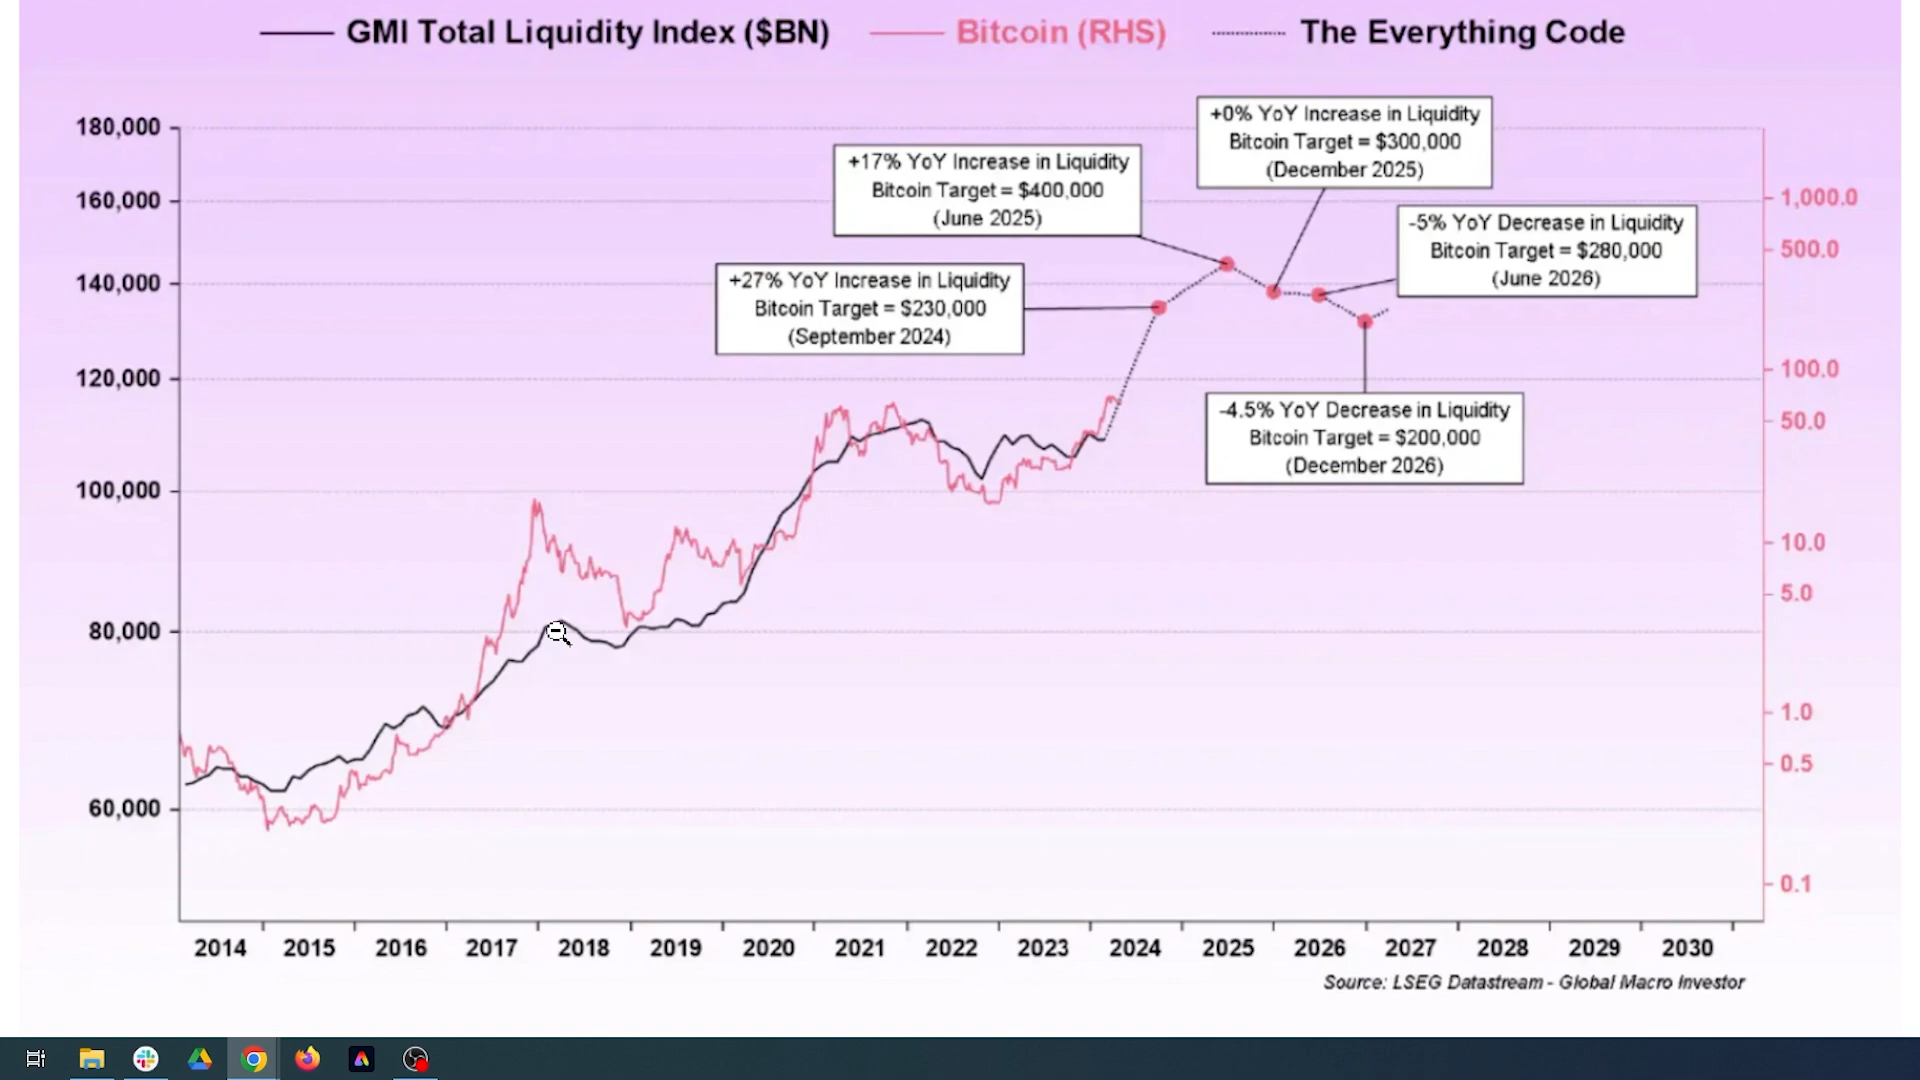 GMI Total Liquidity Index ($BN) Bitcoin (RHS) The Everything Code
180,000
160,000
140,000
120,000
100,000
80,000
60,000
+27% YoY Increase in Liquidity
Bitcoin Target = $230,000
(September 2024)
+17% YoY Increase in Liquidity
Bitcoin Target = $400,000
(June 2025)
+0% YoY Increase in Liquidity
Bitcoin Target = $300,000
(December 2025)
-5% YoY Decrease in Liquidity
Bitcoin Target = $280,000
(June 2026)
-4.5% YoY Decrease in Liquidity
Bitcoin Target = $200,000
(December 2026)
1,000.0
500.0
100.0
50.0
10.0
5.0
1.0
0.5
0.1
2014 2015 2016 2017 2018 2019 2020 2021 2022 2023 2024 2025 2026 2027 2028 2029 2030
Source: LSEG Datastream - Global Macro Investor